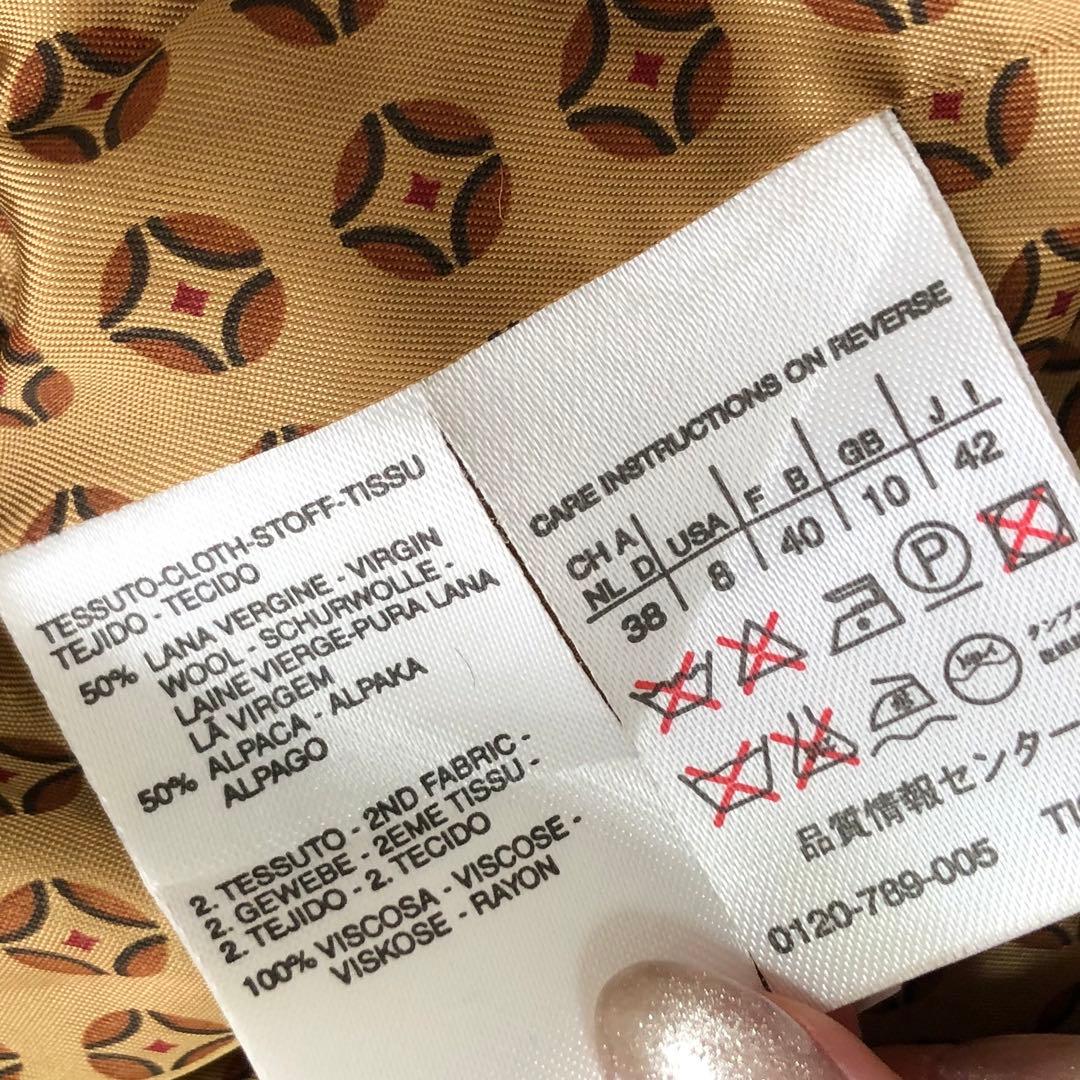 TESSUTO-CLOTH-STOFF-TISSU
TEJIDO - TECIDO
50% LANA VERGINE - VIRGIN
WOOL - SCHURWOLLE -
LAINE VIERGE-PURA LANA
LÀ VIRGEM
50% ALPACA - ALPAKA
ALPAGO
2. TESSUTO - 2ND FABRIC -
2. GEWEBE - 2EME TISSU -
2. TEJIDO - 2. TECIDO
100% VISCOSA - VISCOSE -
VISKOSE - RAYON
CARE INSTRUCTIONS ON REVERSE
CH A
NL D USA F B GB J I
38 8 40 10 42
P
中
品質情報センター
0120-789-005